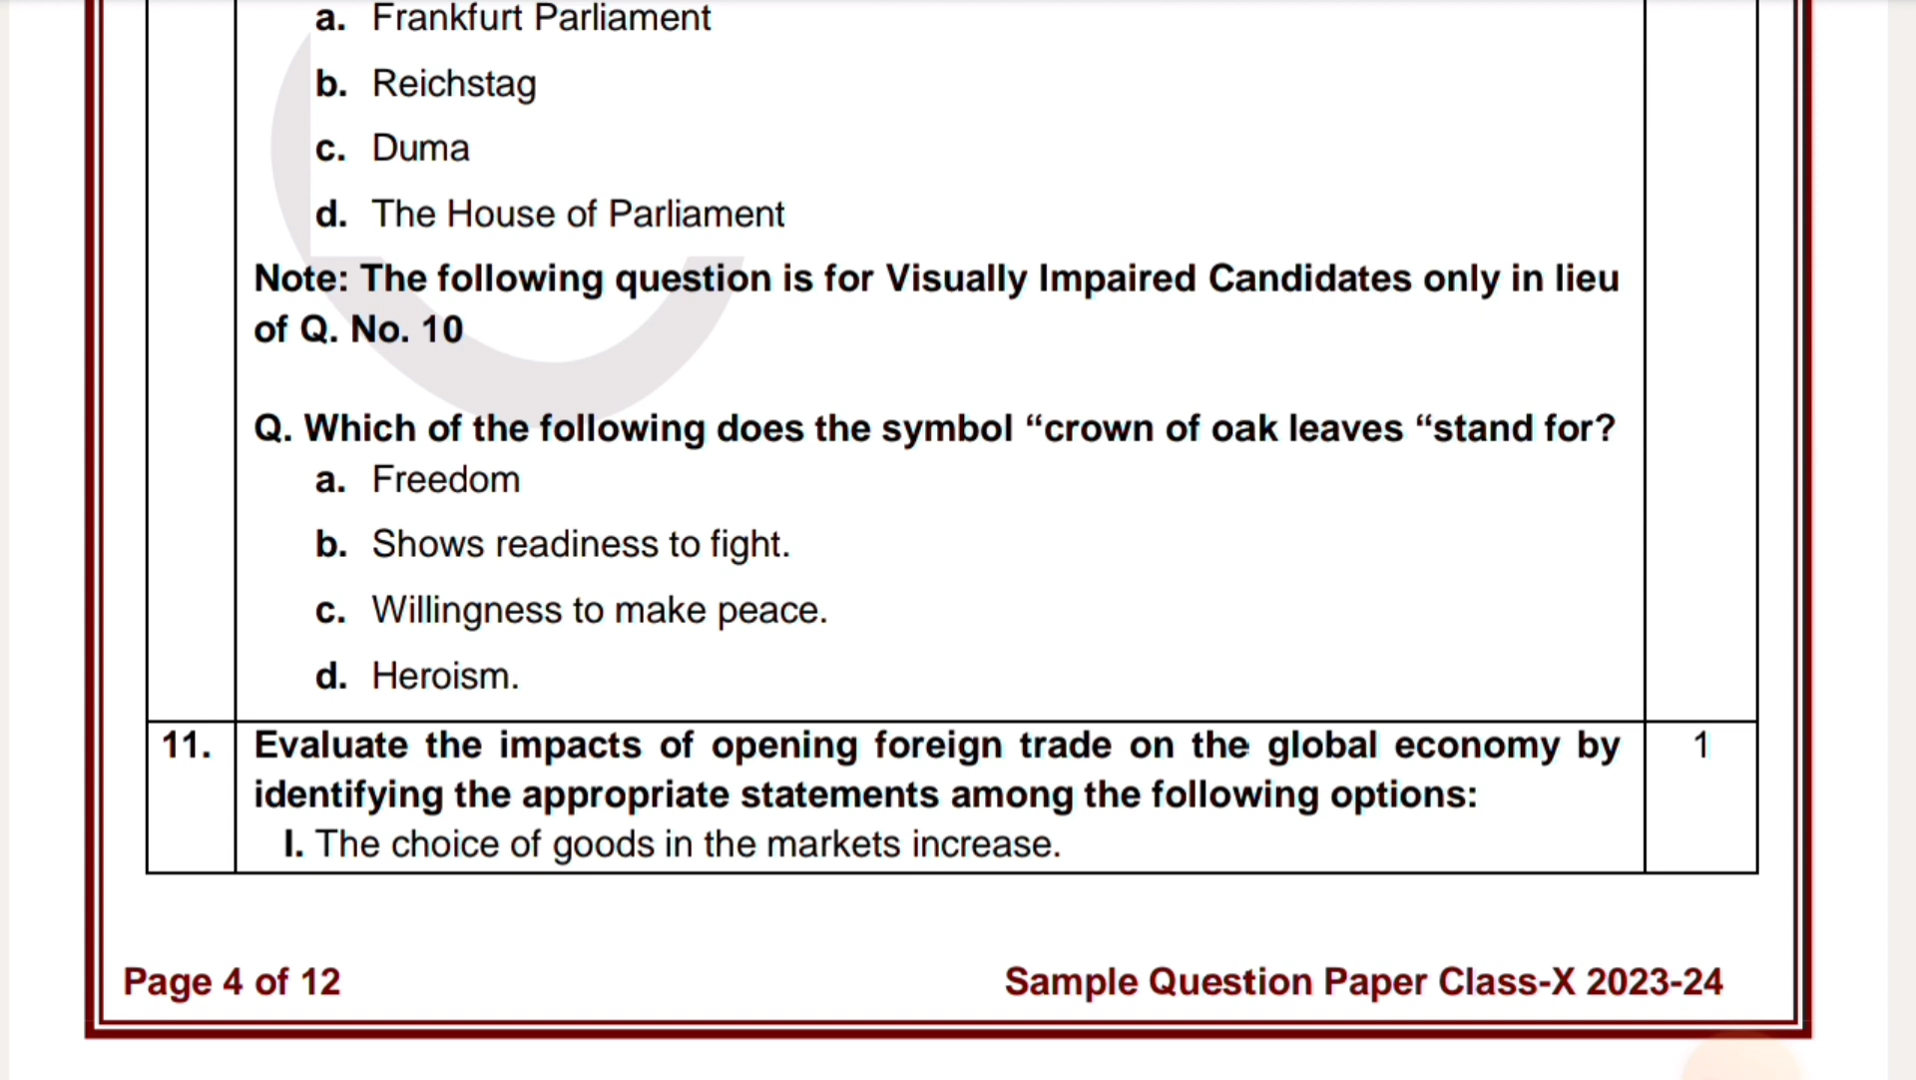 a. Frankfurt Parliament
b. Reichstag
c. Duma
d. The House of Parliament
Note: The following question is for Visually Impaired Candidates only in lieu
of Q. No. 10
Q. Which of the following does the symbol “crown of oak leaves “stand for?
a. Freedom
b. Shows readiness to fight.
c. Willingness to make peace.
d. Heroism.
11. Evaluate the impacts of opening foreign trade on the global economy by 1
identifying the appropriate statements among the following options:
I. The choice of goods in the markets increase.
Page 4 of 12 Sample Question Paper Class-X 2023-24